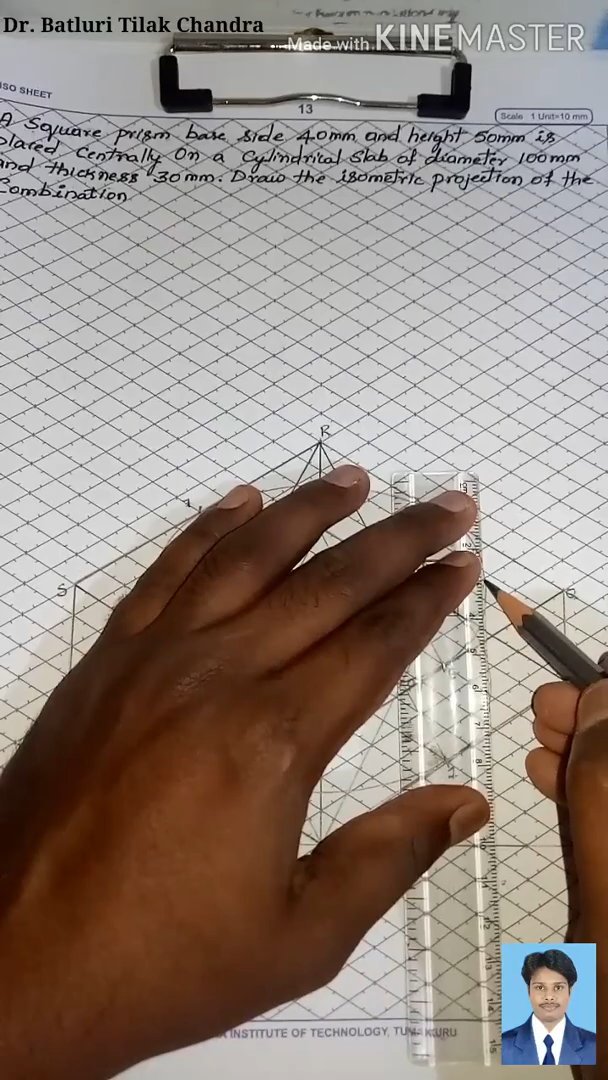 Dr. Batluri Tilak Chandra
Made with KINEMASTER
ISO SHEET
13
Scale 1 Unit=10 mm
A Square prism base side 40mm and height 50mm is
placed centrally on a Cylindrical Slab of diameter 100mm
and thickness 30mm. Draw the isometric projection of the
Combination
R
S
INSTITUTE OF TECHNOLOGY, TUMKURU